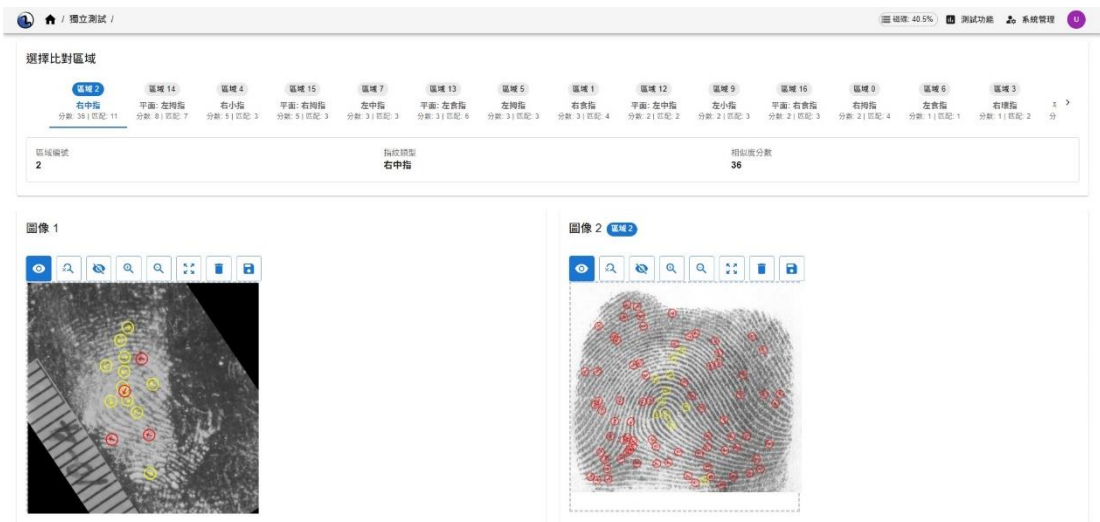 / 獨立測試 /
磁碟: 40.5%
測試功能
系統管理
U
選擇比對區域
區域 2 區域 14 區域 4 區域 15 區域 7 區域 13 區域 5 區域 1 區域 12 區域 9 區域 16 區域 0 區域 6 區域 3
右中指 平面: 左拇指 右小指 平面: 右拇指 左中指 平面: 左食指 左拇指 右食指 平面: 左中指 左小指 平面: 右食指 右拇指 左食指 右環指
分數: 36 | 匹配: 11 分數: 8 | 匹配: 7 分數: 5 | 匹配: 3 分數: 5 | 匹配: 3 分數: 3 | 匹配: 3 分數: 3 | 匹配: 6 分數: 3 | 匹配: 3 分數: 3 | 匹配: 4 分數: 2 | 匹配: 2 分數: 2 | 匹配: 3 分數: 2 | 匹配: 3 分數: 2 | 匹配: 4 分數: 1 | 匹配: 1 分數: 1 | 匹配: 2 分
區域編號 指紋類型 相似度分數
2 右中指 36
圖像 1
圖像 2 區域 2